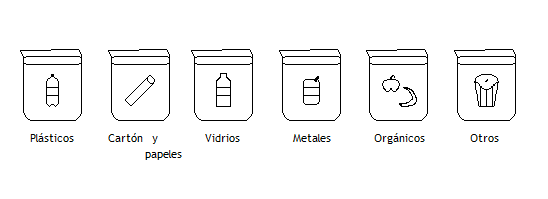 Plásticos
Cartón y papeles
Vidrios
Metales
Orgánicos
Otros